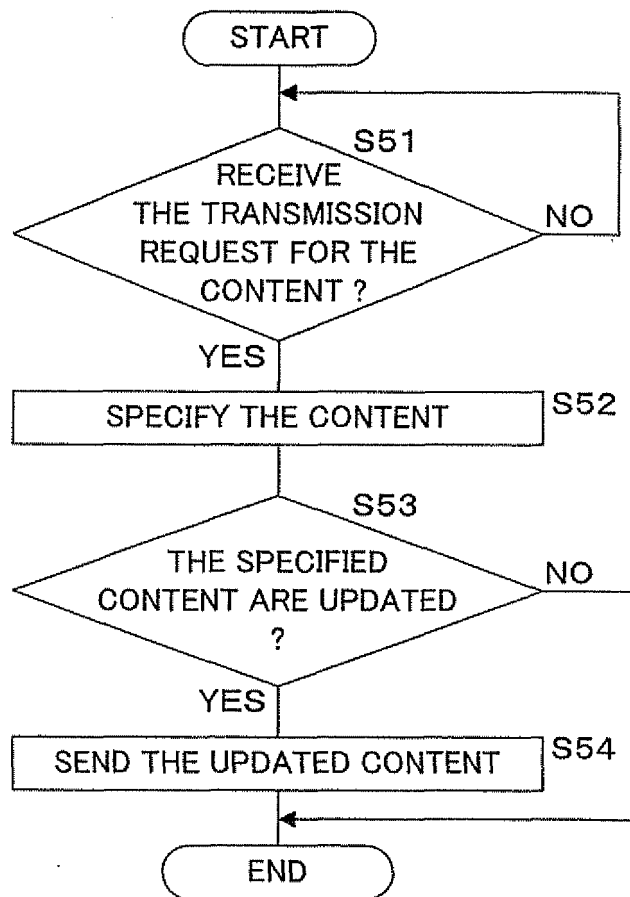 START
S51
RECEIVE
THE TRANSMISSION
REQUEST FOR THE
CONTENT ?
NO
YES
SPECIFY THE CONTENT
S52
S53
THE SPECIFIED
CONTENT ARE UPDATED
?
NO
YES
SEND THE UPDATED CONTENT
S54
END